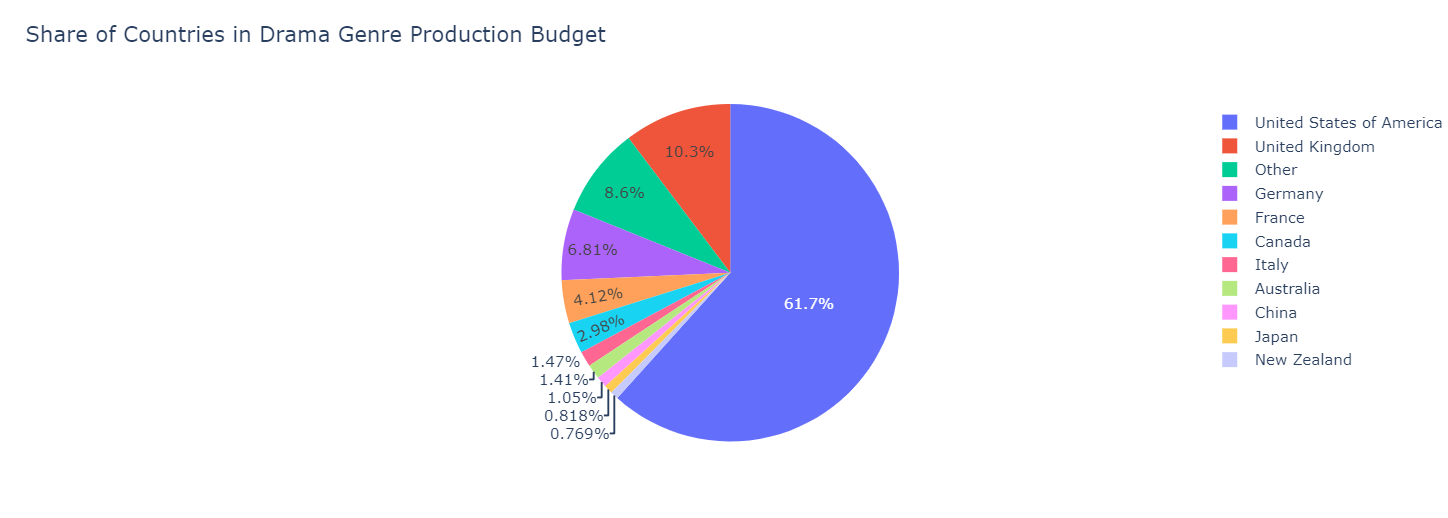 Share of Countries in Drama Genre Production Budget
10.3%
8.6%
6.81%
4.12%
2.98%
1.47%
1.41%
1.05%
0.818%
0.769%
61.7%
United States of America
United Kingdom
Other
Germany
France
Canada
Italy
Australia
China
Japan
New Zealand